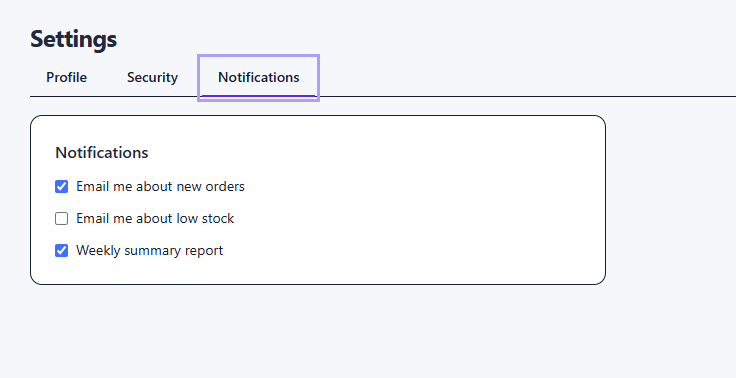 Settings
Profile Security Notifications
Notifications
Email me about new orders
Email me about low stock
Weekly summary report